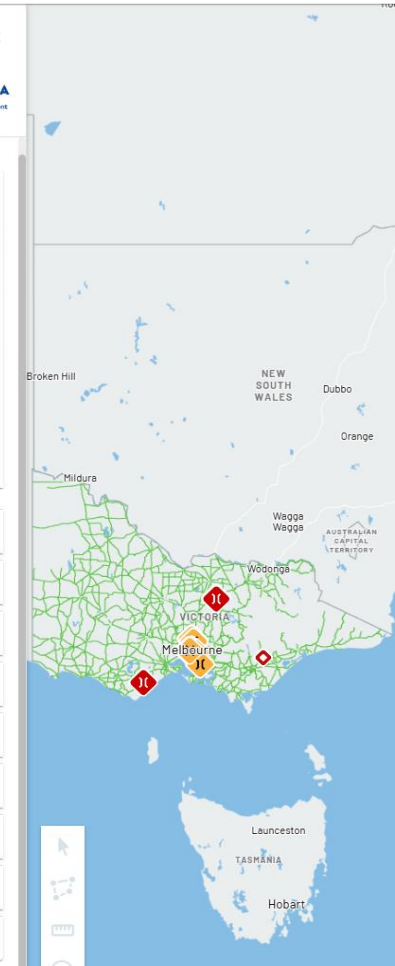 A
nt
Broken Hill
NEW
SOUTH
WALES
Dubbo
Orange
Mildura
Wagga
Wagga
AUSTRALIAN
CAPITAL
TERRITORY
Wodonga
VICTORIA
Melbourne
Launceston
TASMANIA
Hobart